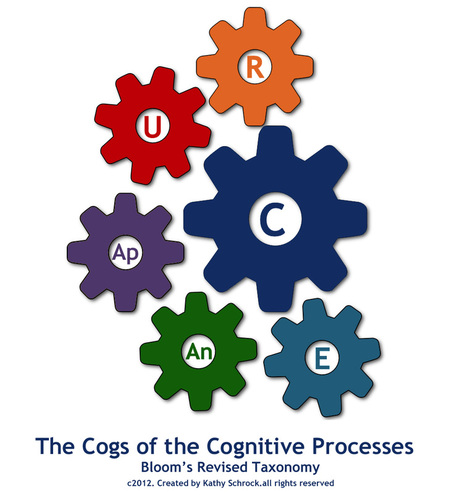 R
U
C
Ap
An
E
The Cogs of the Cognitive Processes
Bloom's Revised Taxonomy
c2012. Created by Kathy Schrock.all rights reserved